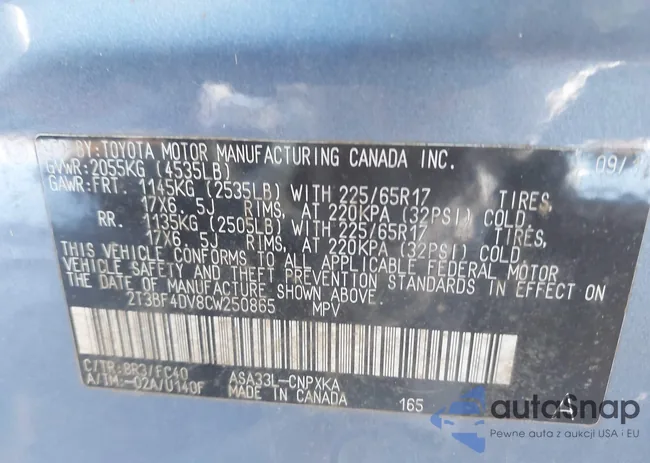 BY: TOYOTA MOTOR MANUFACTURING CANADA INC. 09/
GVWR: 2055KG (4535LB)
GAWR: FRT. 1145KG (2535LB) WITH 225/65R17 TIRES,
17X6.5J RIMS, AT 220KPA (32PSI) COLD.
RR. 1135KG (2505LB) WITH 225/65R17 TIRES,
17X6.5J RIMS, AT 220KPA (32PSI) COLD.
THIS VEHICLE CONFORMS TO ALL APPLICABLE FEDERAL MOTOR
VEHICLE SAFETY AND THEFT PREVENTION STANDARDS IN EFFECT ON
THE DATE OF MANUFACTURE SHOWN ABOVE.
2T3BF4DV8CW250865 MPV
C/TR: 8R3/FC40 ASA33L-CNPXKA
A/TM: -02A/U140F MADE IN CANADA 165
autoSnap
Pewne auta z aukcji USA i EU